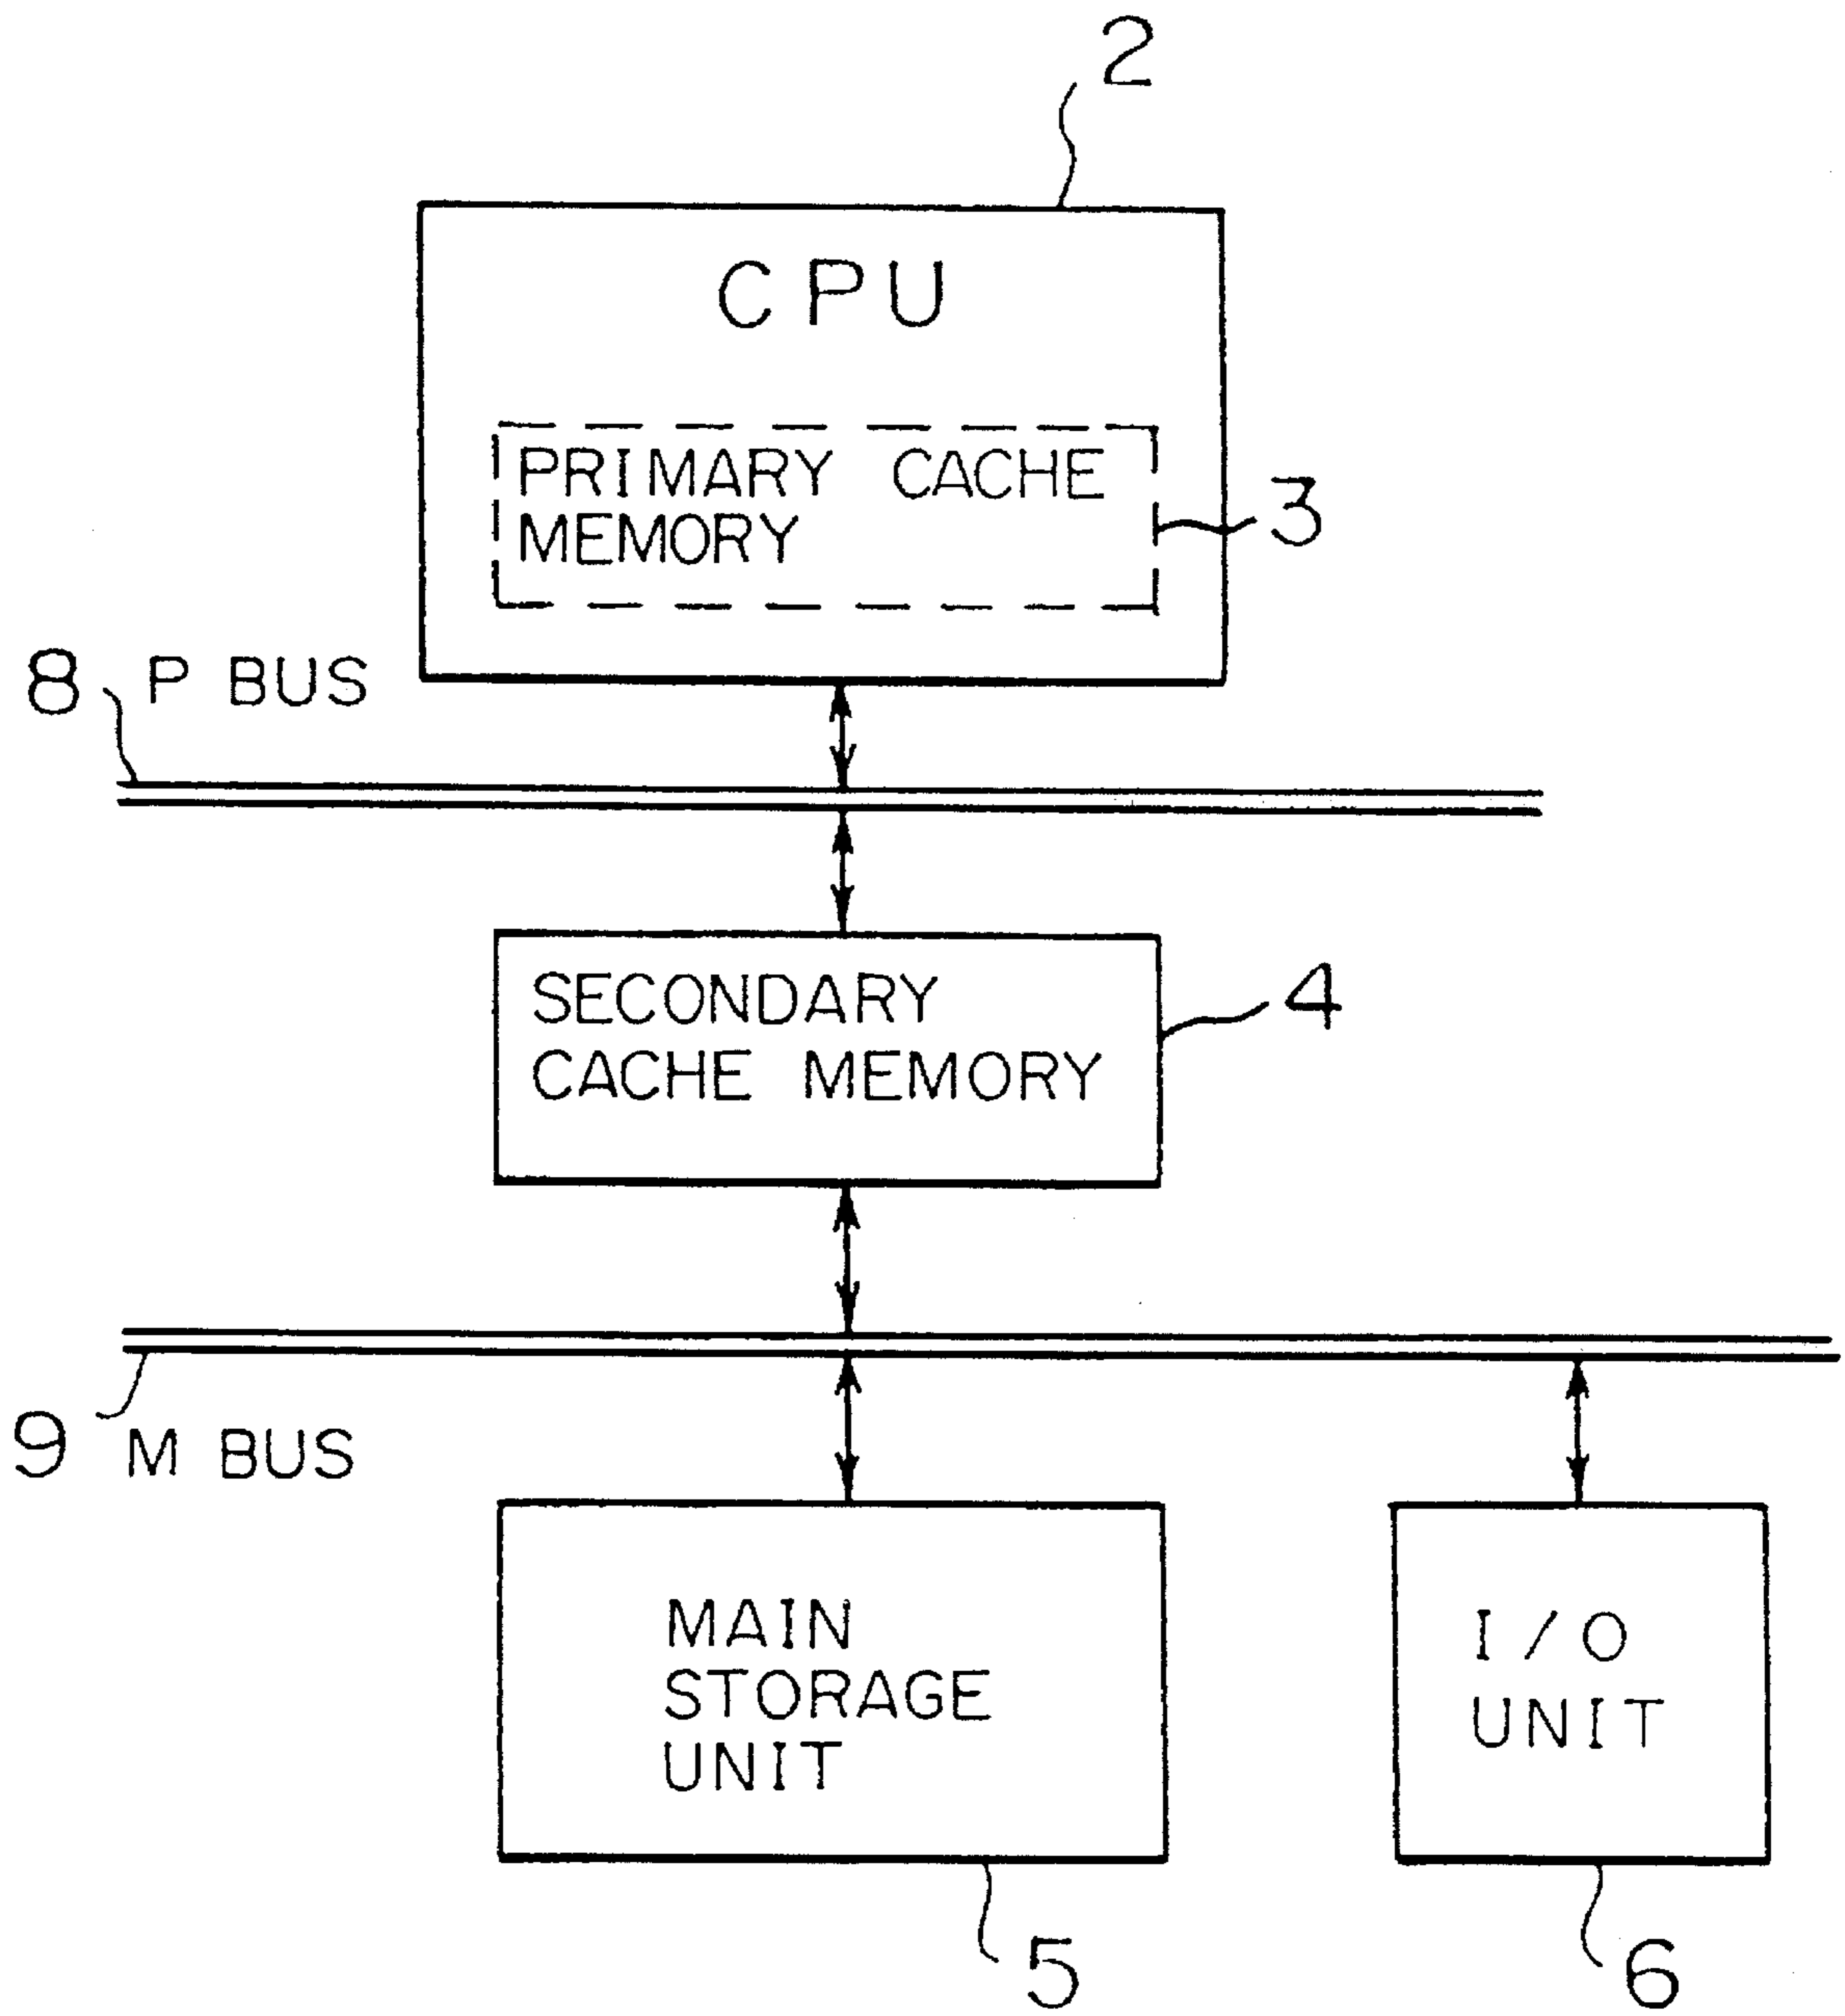 2
CPU
PRIMARY CACHE
MEMORY
3
8 P BUS
SECONDARY
CACHE MEMORY
4
9 M BUS
MAIN
STORAGE
UNIT
I/O
UNIT
5
6